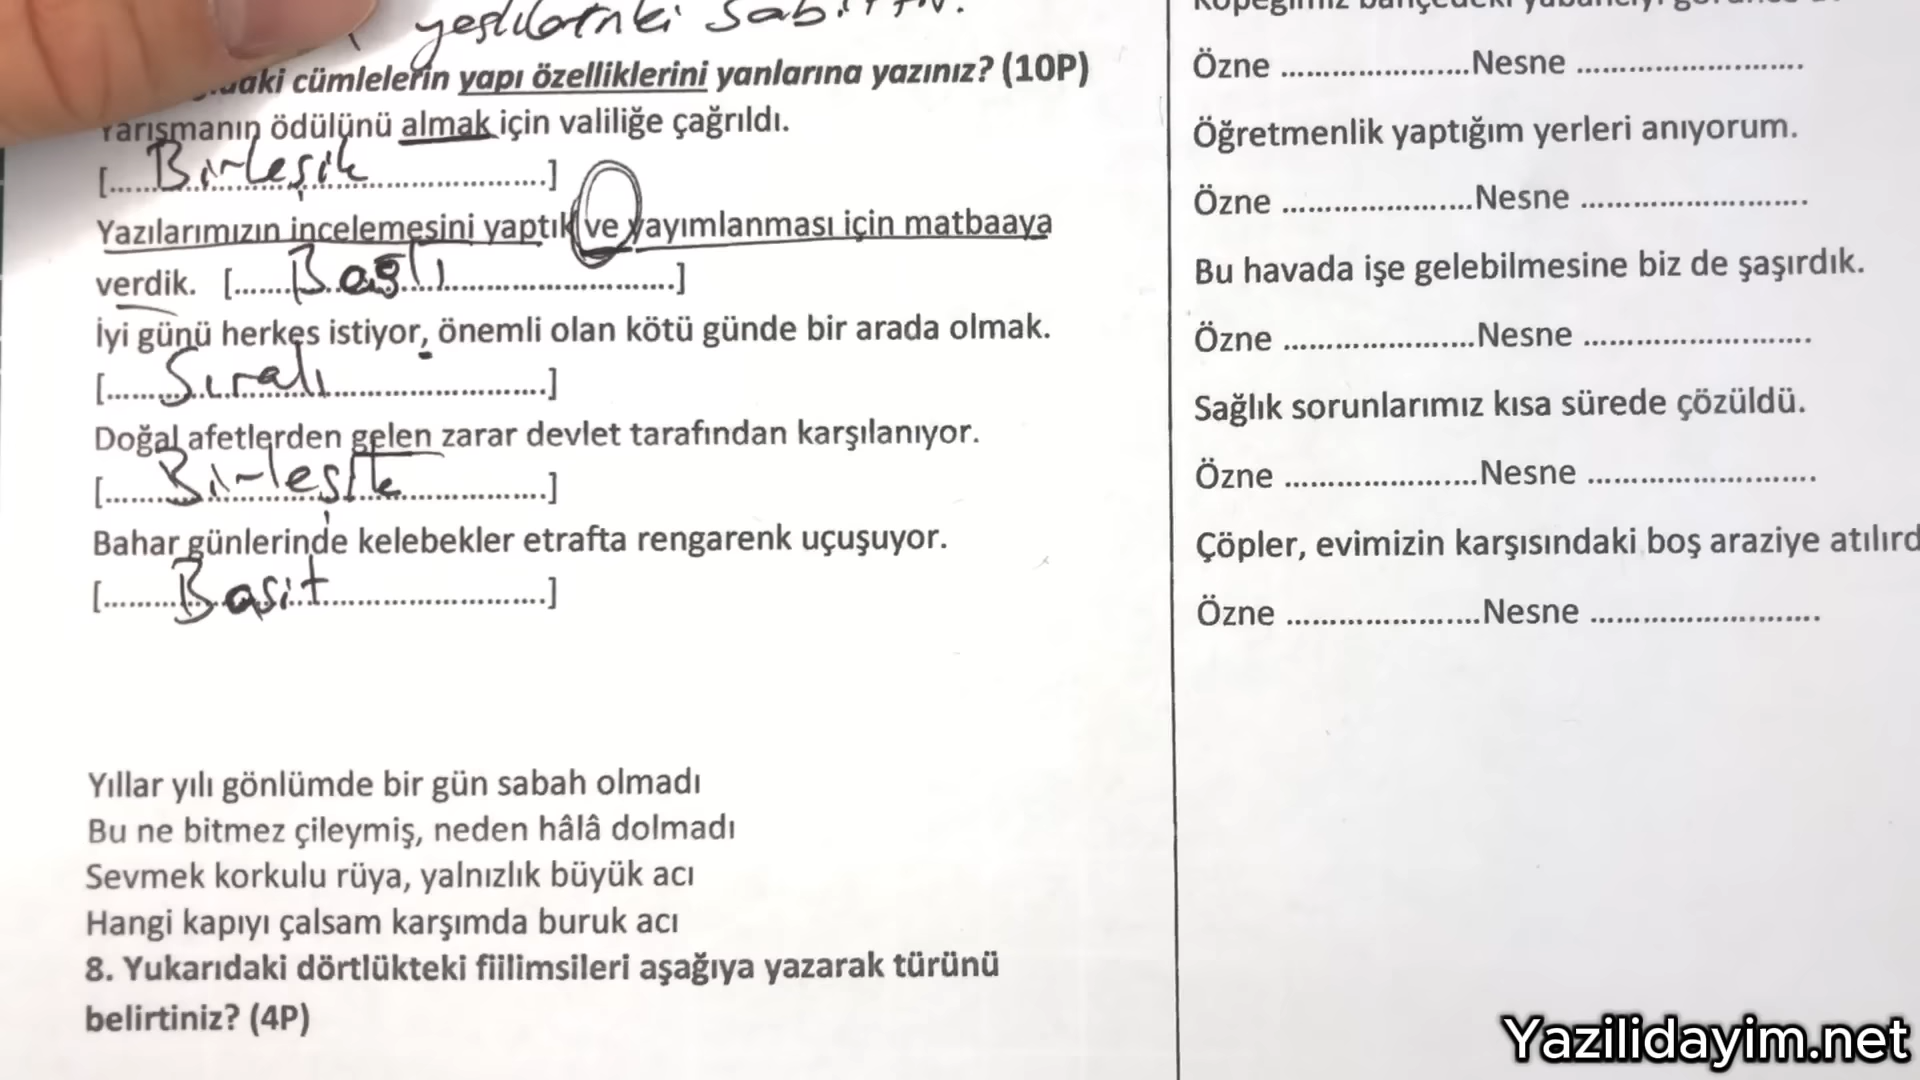 yeşillerinki sabittir.
cümlelerin yapı özelliklerini yanlarına yazınız? (10P)
Yarışmanın ödülünü almak için valiliğe çağrıldı.
[.....Birleşik.....]
Yazılarımızın incelemesini yaptık ve yayımlanması için matbaaya
verdik. [.....Bağlı.....]
İyi günü herkes istiyor, önemli olan kötü günde bir arada olmak.
[.....Sıralı.....]
Doğal afetlerden gelen zarar devlet tarafından karşılanıyor.
[.....Birleşik.....]
Bahar günlerinde kelebekler etrafta rengarenk uçuşuyor.
[.....Basit.....]
Yıllar yılı gönlümde bir gün sabah olmadı
Bu ne bitmez çileymiş, neden hâlâ dolmadı
Sevmek korkulu rüya, yalnızlık büyük acı
Hangi kapıyı çalsam karşımda buruk acı
8. Yukarıdaki dörtlükteki fiilimsileri aşağıya yazarak türünü
belirtiniz? (4P)
Köpeğimiz bahçedeki yabancıyı görünce
Özne .....................Nesne .........................
Öğretmenlik yaptığım yerleri anıyorum.
Özne .....................Nesne .........................
Bu havada işe gelebilmesine biz de şaşırdık.
Özne .....................Nesne .........................
Sağlık sorunlarımız kısa sürede çözüldü.
Özne .....................Nesne .........................
Çöpler, evimizin karşısındaki boş araziye atılırd
Özne .....................Nesne .........................
Yazilidayim.net